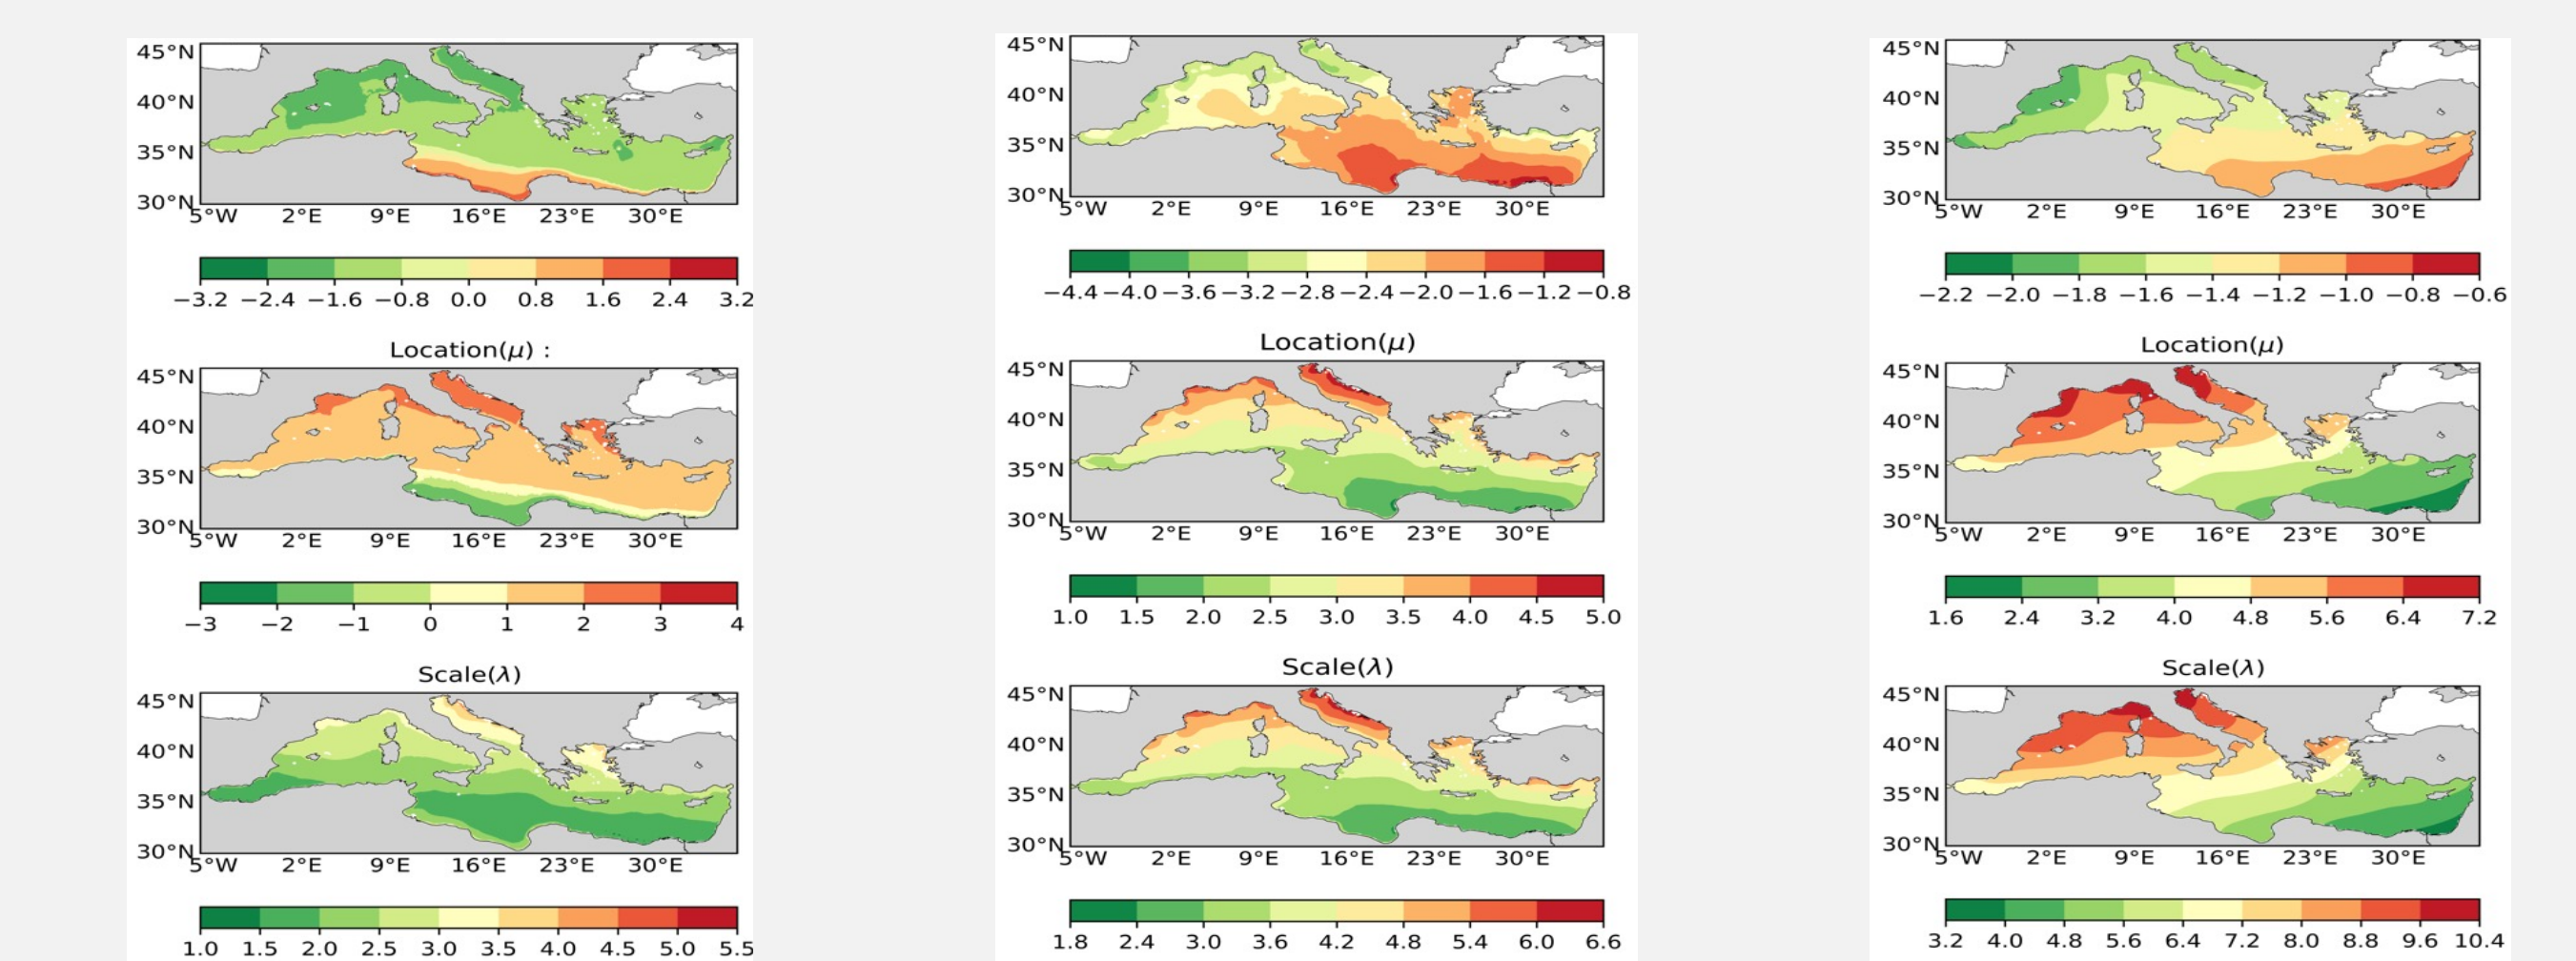 45°N
40°N
35°N
30°N
5°W 2°E 9°E 16°E 23°E 30°E
−3.2 −2.4 −1.6 −0.8 0.0 0.8 1.6 2.4 3.2
Location(μ) :
45°N
40°N
35°N
30°N
5°W 2°E 9°E 16°E 23°E 30°E
−3 −2 −1 0 1 2 3 4
Scale(λ)
45°N
40°N
35°N
30°N
5°W 2°E 9°E 16°E 23°E 30°E
1.0 1.5 2.0 2.5 3.0 3.5 4.0 4.5 5.0 5.5
45°N
40°N
35°N
30°N
5°W 2°E 9°E 16°E 23°E 30°E
−4.4 −4.0 −3.6 −3.2 −2.8 −2.4 −2.0 −1.6 −1.2 −0.8
Location(μ)
45°N
40°N
35°N
30°N
5°W 2°E 9°E 16°E 23°E 30°E
1.0 1.5 2.0 2.5 3.0 3.5 4.0 4.5 5.0
Scale(λ)
45°N
40°N
35°N
30°N
5°W 2°E 9°E 16°E 23°E 30°E
1.8 2.4 3.0 3.6 4.2 4.8 5.4 6.0 6.6
45°N
40°N
35°N
30°N
5°W 2°E 9°E 16°E 23°E 30°E
−2.2 −2.0 −1.8 −1.6 −1.4 −1.2 −1.0 −0.8 −0.6
Location(μ)
45°N
40°N
35°N
30°N
5°W 2°E 9°E 16°E 23°E 30°E
1.6 2.4 3.2 4.0 4.8 5.6 6.4 7.2
Scale(λ)
45°N
40°N
35°N
30°N
5°W 2°E 9°E 16°E 23°E 30°E
3.2 4.0 4.8 5.6 6.4 7.2 8.0 8.8 9.6 10.4